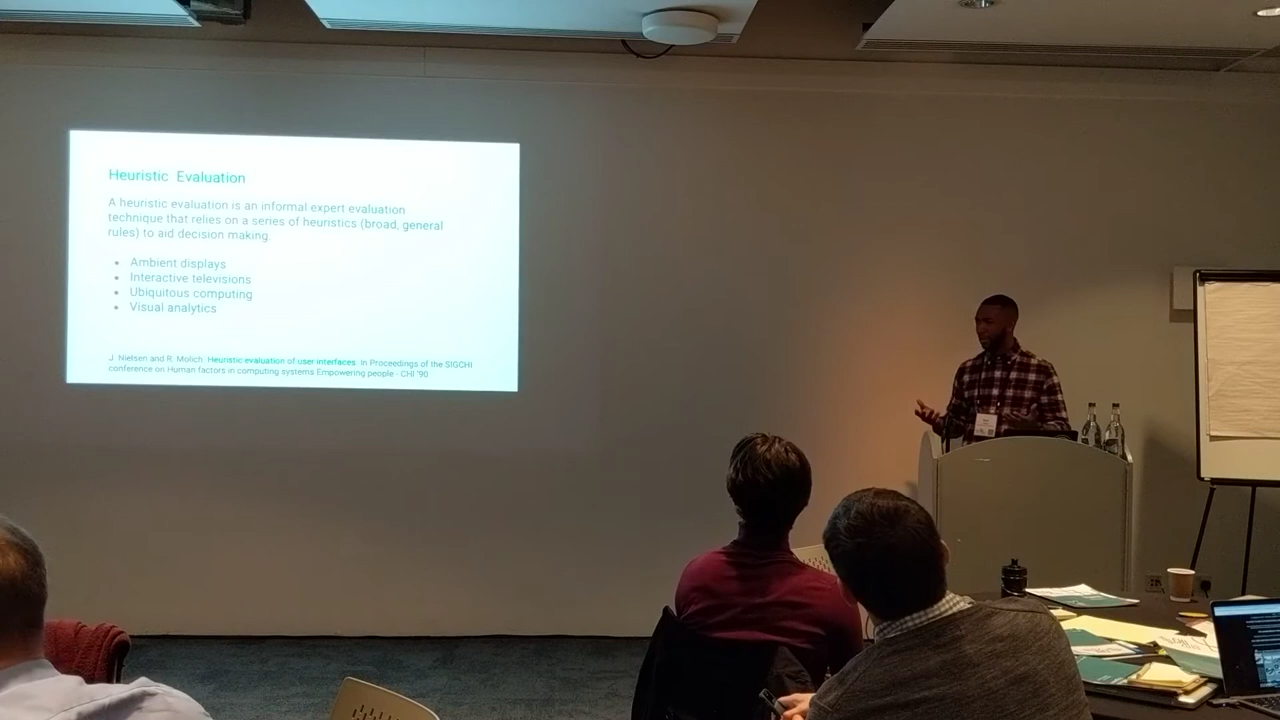 Heuristic Evaluation
A heuristic evaluation is an informal expert evaluation
technique that relies on a series of heuristics (broad, general
rules) to aid decision making.
Ambient displays
Interactive televisions
Ubiquitous computing
Visual analytics
J. Nielsen and R. Molich. Heuristic evaluation of user interfaces. In Proceedings of the SIGCHI
conference on Human factors in computing systems Empowering people - CHI '90